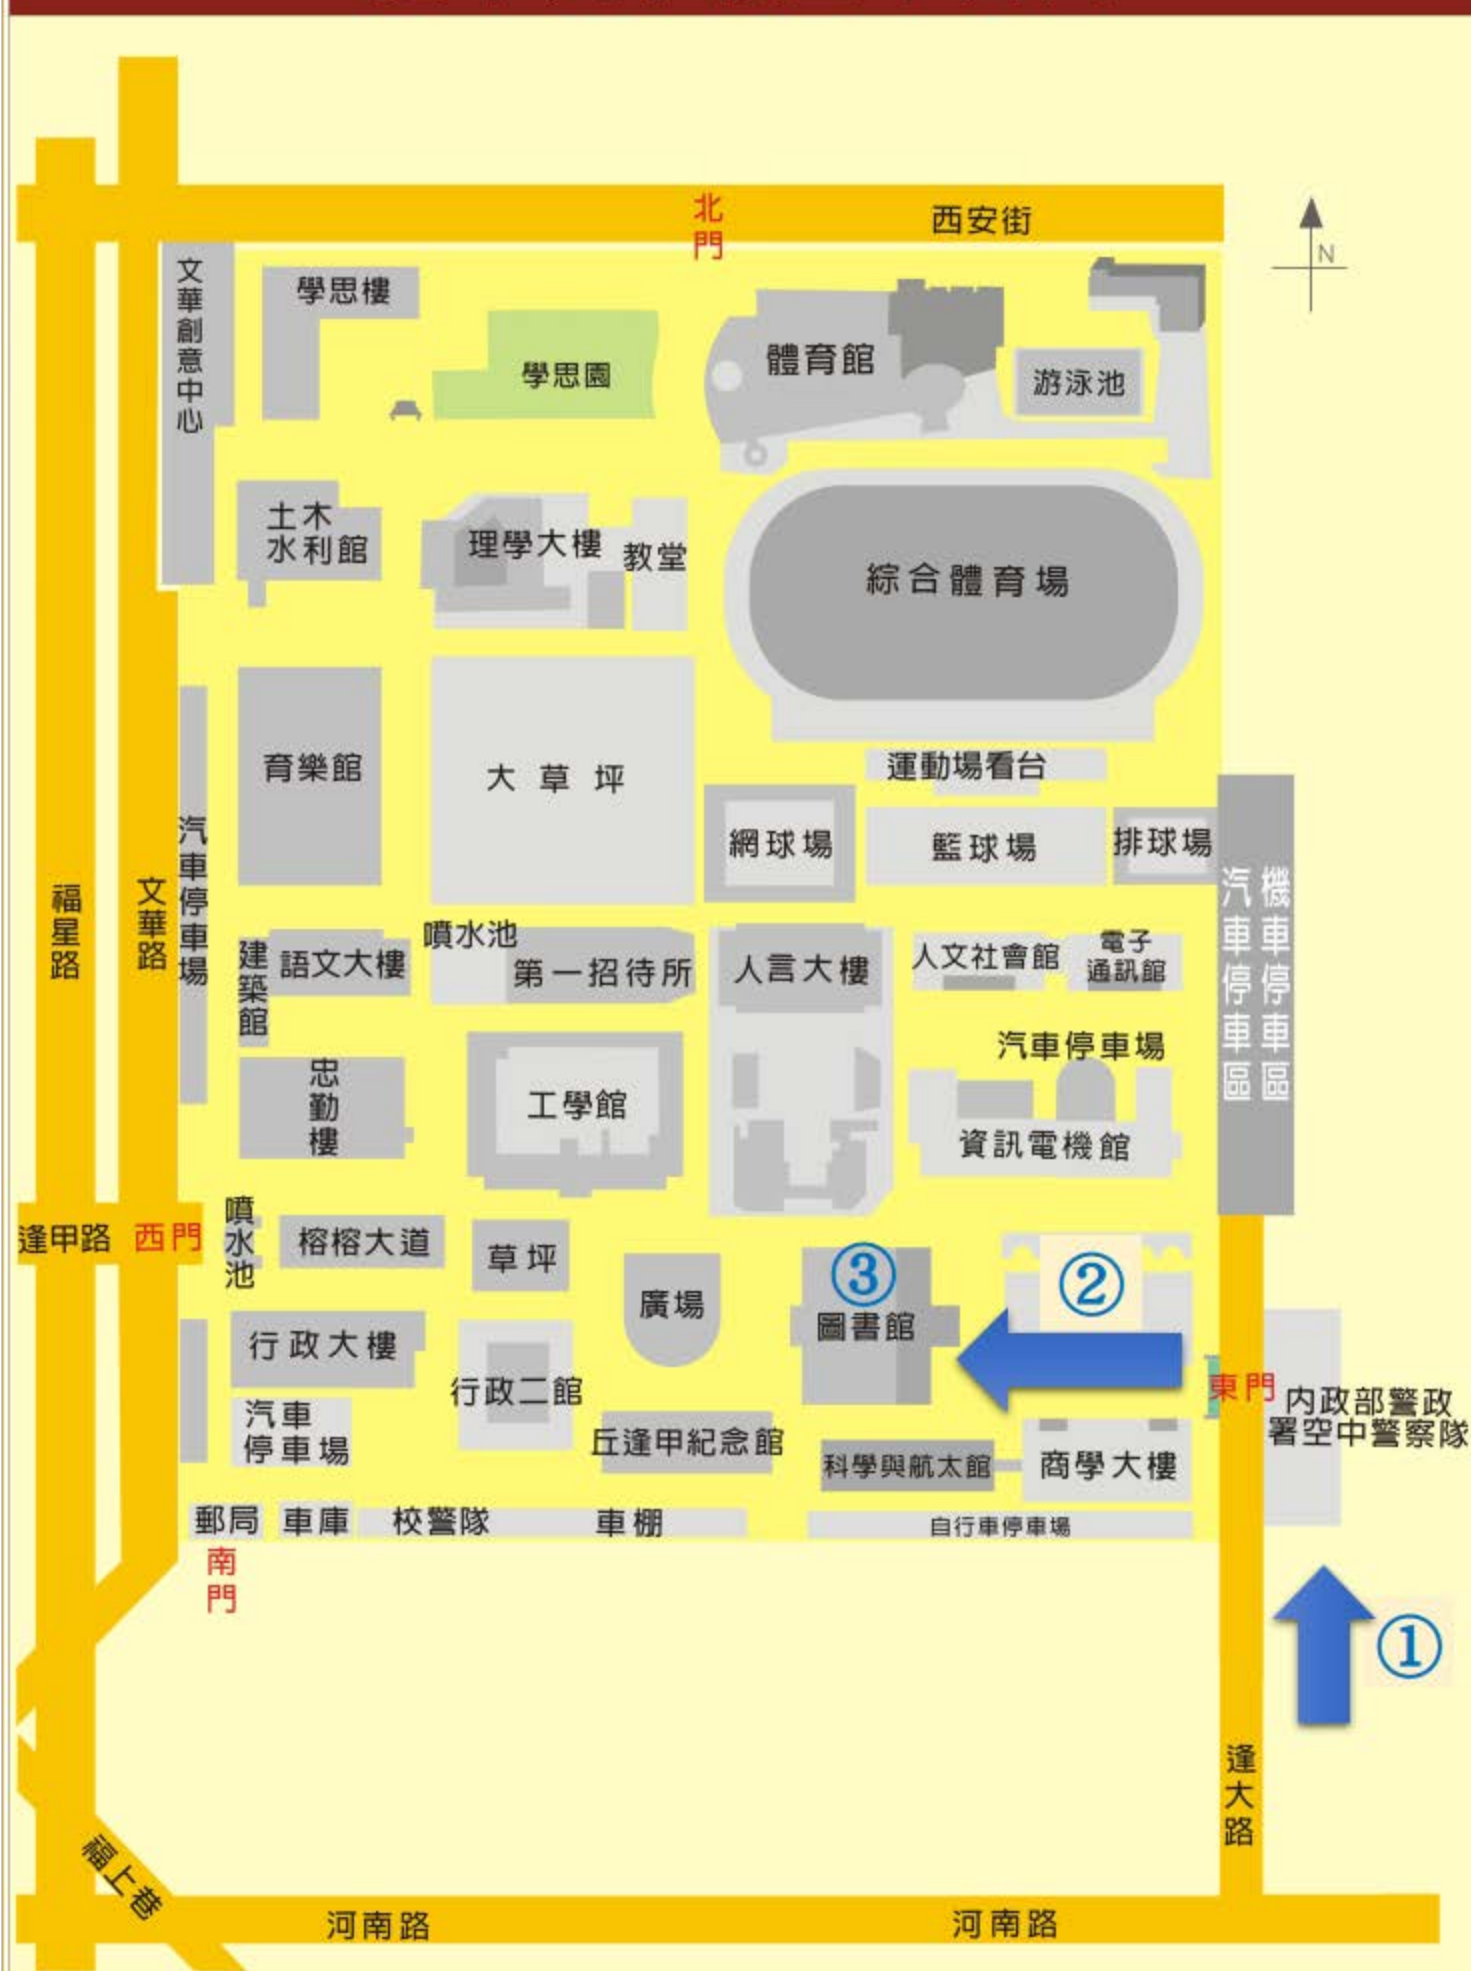 北門
西安街
N
文華創意中心
學思樓
學思園
體育館
游泳池
土木
水利館
理學大樓
教堂
綜合體育場
育樂館
大草坪
運動場看台
網球場
籃球場
排球場
汽車停車場
福星路
文華路
汽車停車區
機車停車區
建築館
語文大樓
噴水池
第一招待所
人言大樓
人文社會館
電子
通訊館
汽車停車場
忠勤樓
工學館
資訊電機館
逢甲路
西門
噴水池
榕榕大道
草坪
廣場
③
圖書館
②
行政大樓
行政二館
東門
內政部警政
署空中警察隊
汽車
停車場
丘逢甲紀念館
科學與航太館
商學大樓
郵局
車庫
校警隊
車棚
自行車停車場
南門
①
逢大路
福上巷
河南路
河南路